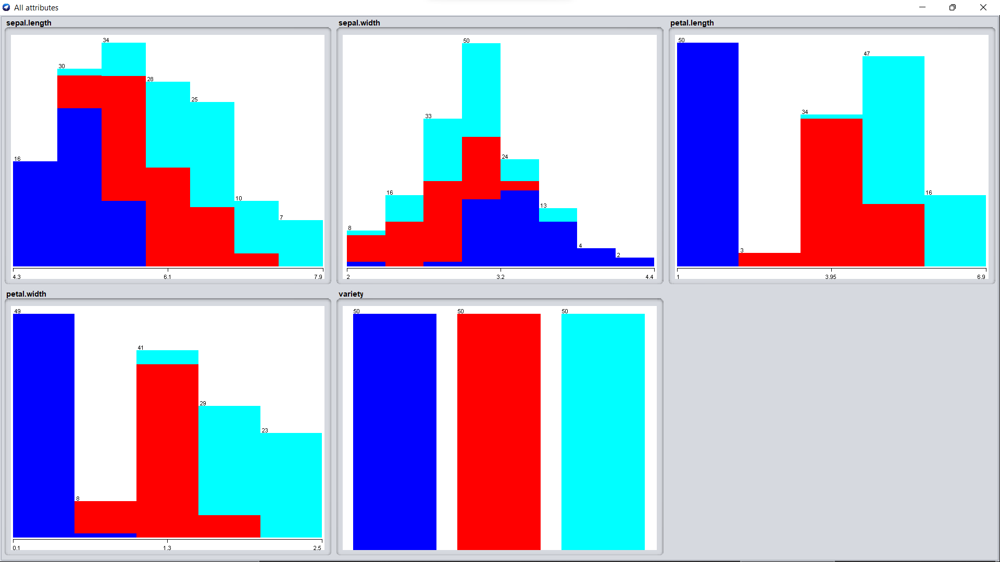 All attributes
sepal.length
16
30
34
28
25
10
7
4.3 6.1 7.9
sepal.width
8
16
33
50
24
13
4
2
2 3.2 4.4
petal.length
50
3
34
47
16
1 3.95 6.9
petal.width
49
8
41
29
23
0.1 1.3 2.5
variety
50
50
50